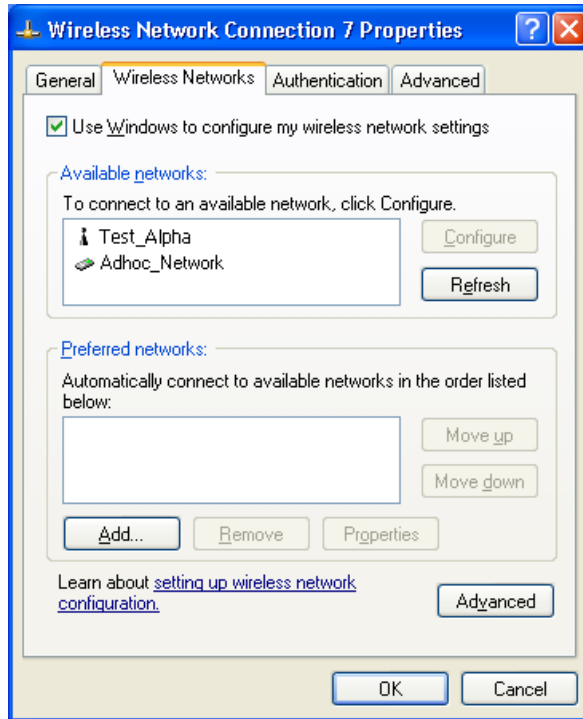 Wireless Network Connection 7 Properties
General Wireless Networks Authentication Advanced
Use Windows to configure my wireless network settings
Available networks:
To connect to an available network, click Configure.
Test_Alpha
Adhoc_Network
Configure
Refresh
Preferred networks:
Automatically connect to available networks in the order listed
below:
Move up
Move down
Add... Remove Properties
Learn about setting up wireless network
configuration.
Advanced
OK Cancel